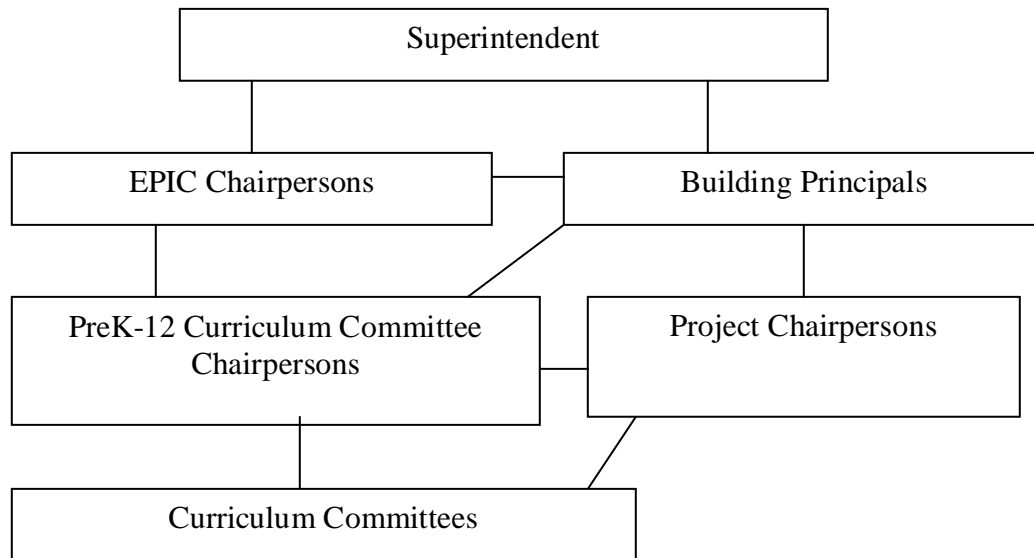 Superintendent
EPIC Chairpersons
Building Principals
PreK-12 Curriculum Committee
Chairpersons
Project Chairpersons
Curriculum Committees